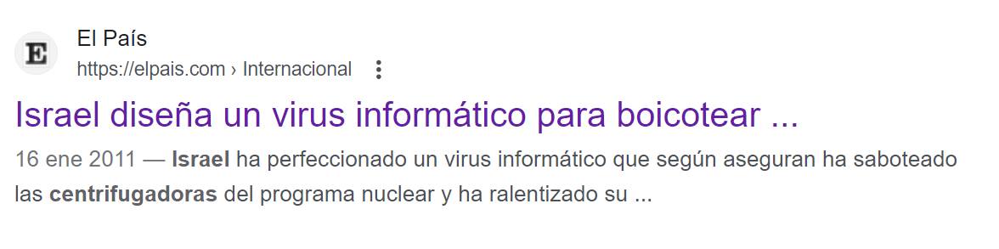 E
El País
https://elpais.com › Internacional
Israel diseña un virus informático para boicotear ...
16 ene 2011 — Israel ha perfeccionado un virus informático que según aseguran ha saboteado
las centrifugadoras del programa nuclear y ha ralentizado su ...